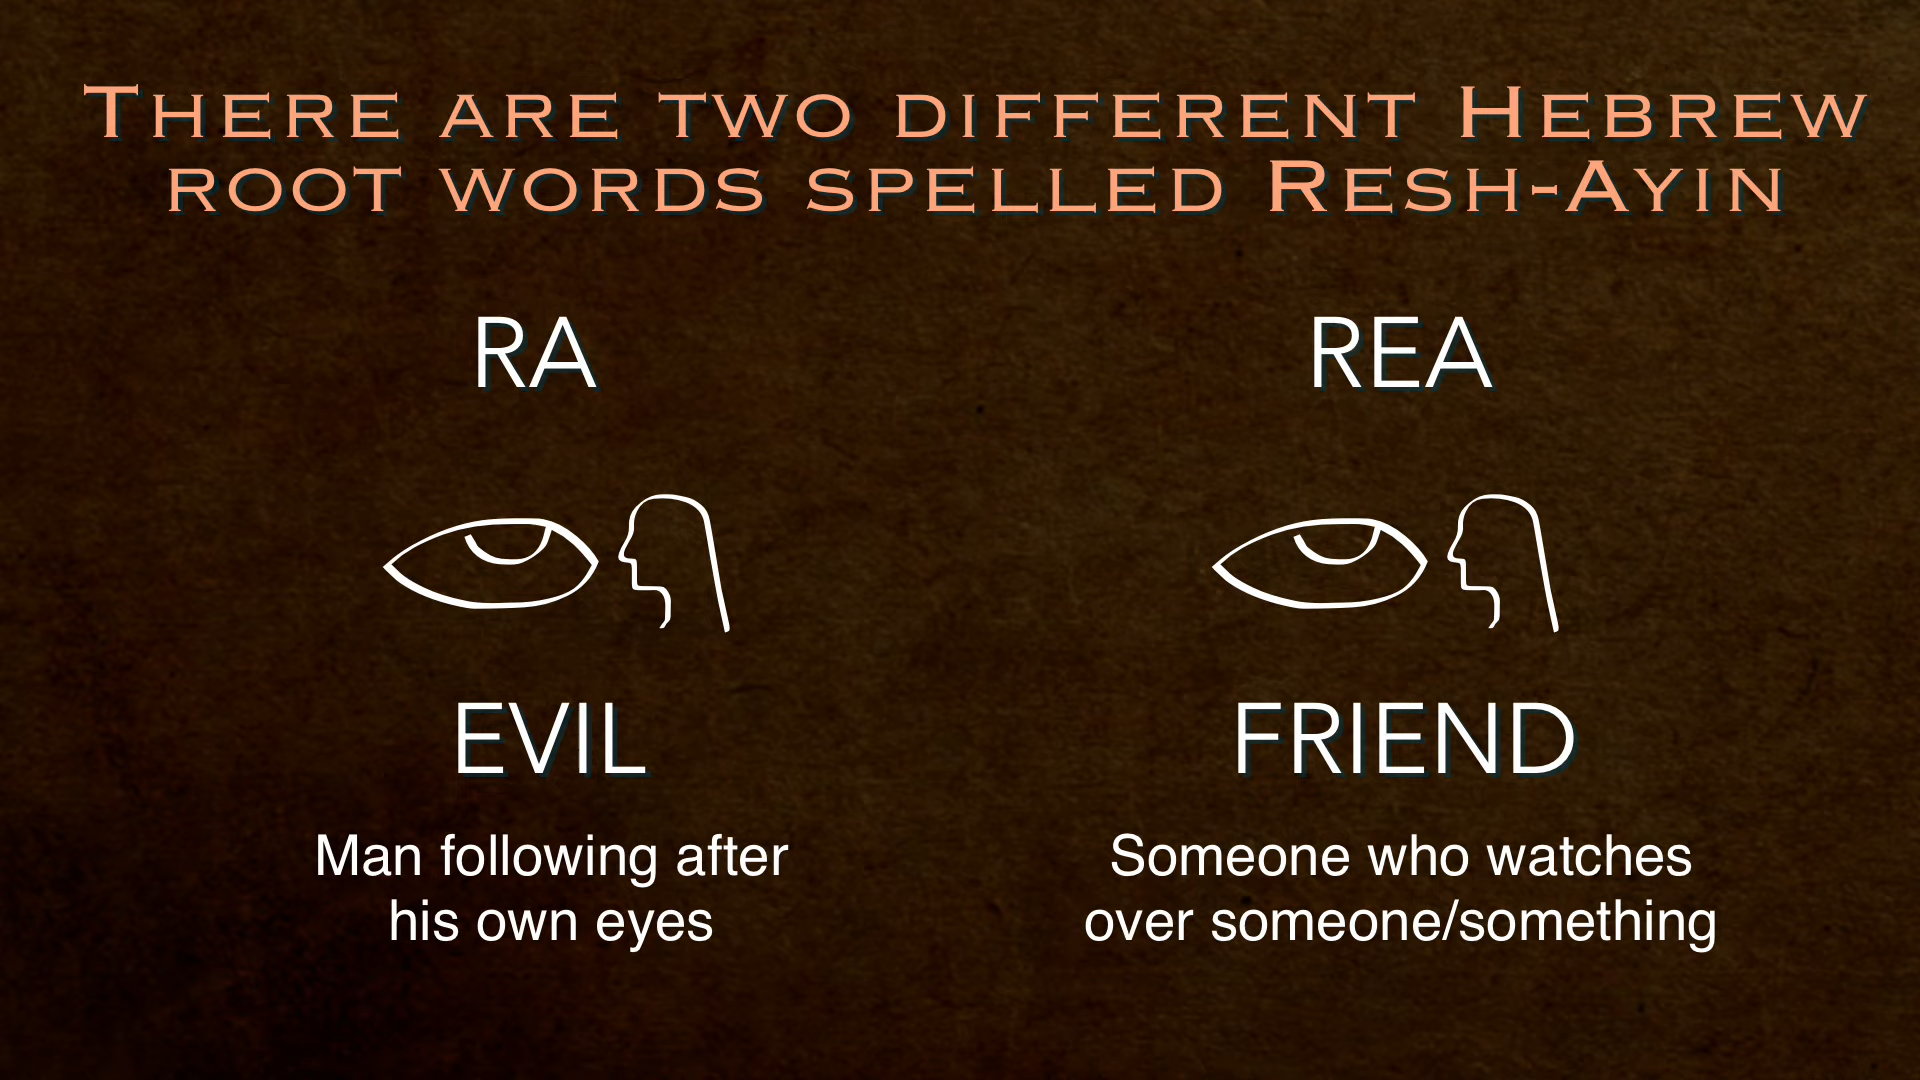 There are two different Hebrew
root words spelled Resh-Ayin
RA
REA
EVIL
FRIEND
Man following after
his own eyes
Someone who watches
over someone/something